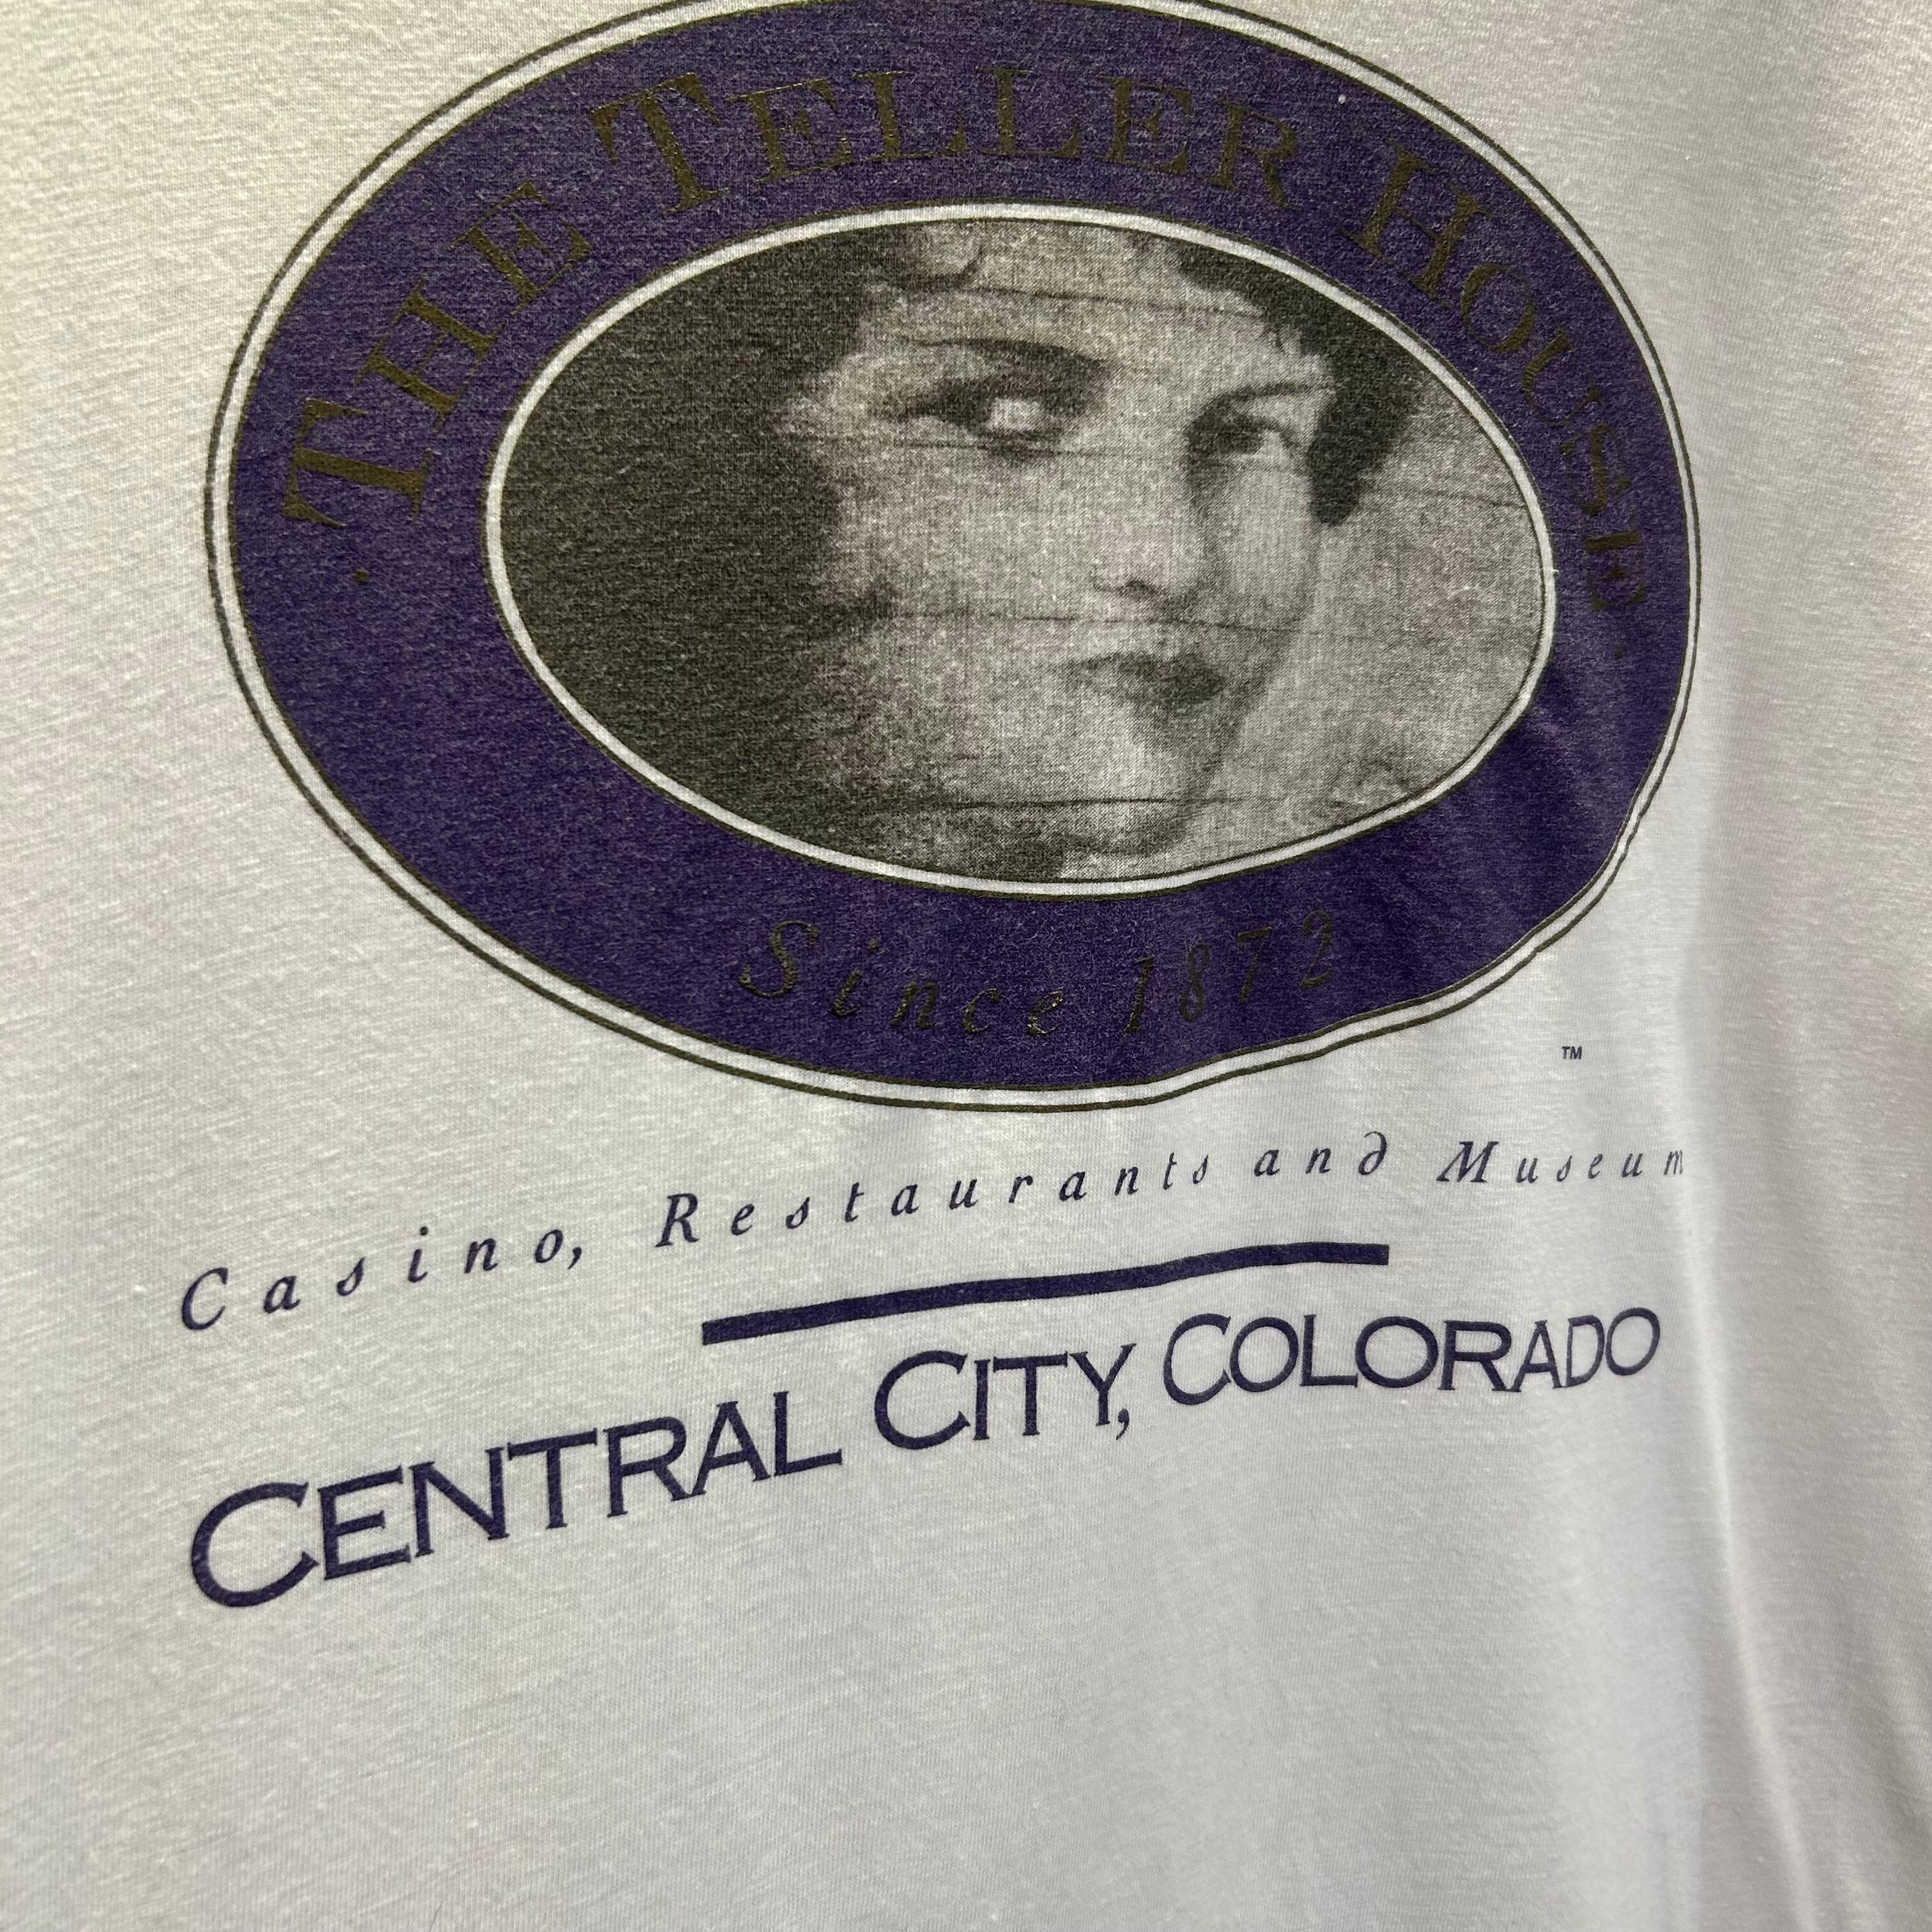 · THE TELLER HOUSE ·
Since 1872
™
Casino, Restaurants and Museum
CENTRAL CITY, COLORADO